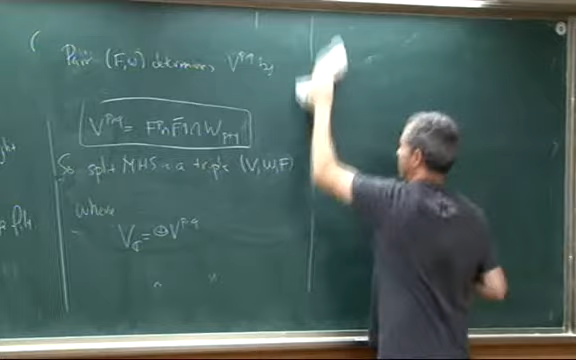 Pair (F,W) determines V^{p,q} by
V^{p,q} = F^p ∩ F̄^q ∩ W_{p+q}
So split MHS is a triple (V,W,F)
where
V_ℂ = ⊕ V^{p,q}